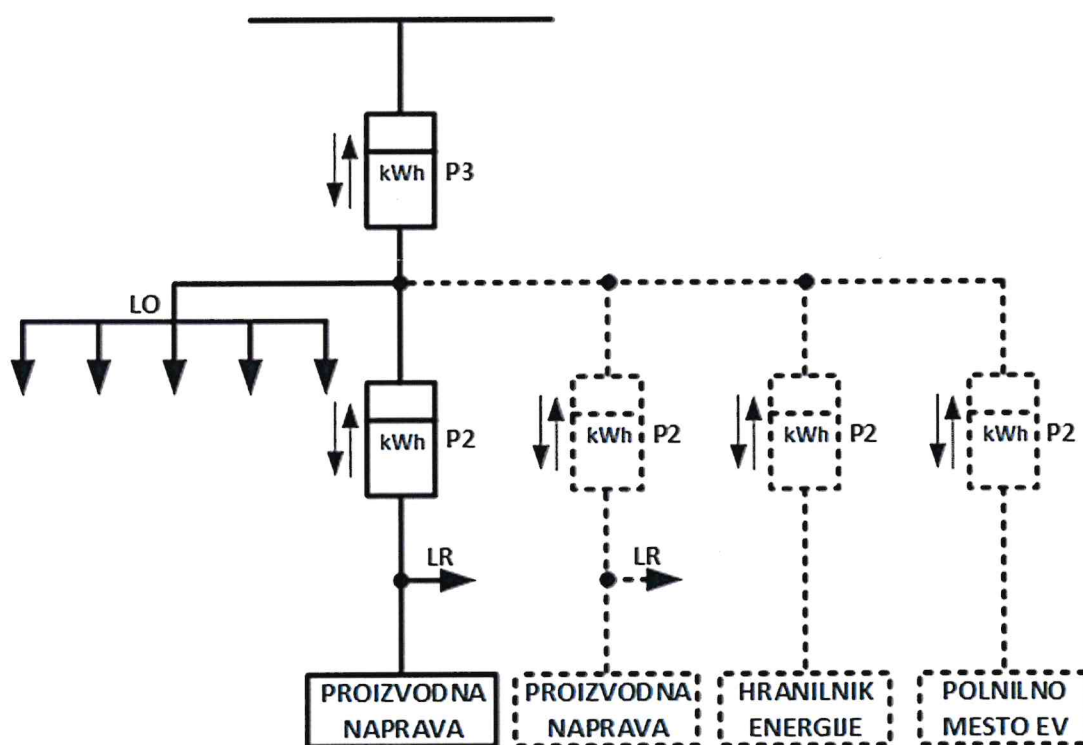 kWh P3
LO
kWh P2
kWh P2
kWh P2
kWh P2
LR
LR
PROIZVODNA
NAPRAVA
PROIZVODNA
NAPRAVA
HRANILNIK
ENERGIJE
POLNILNO
MESTO EV